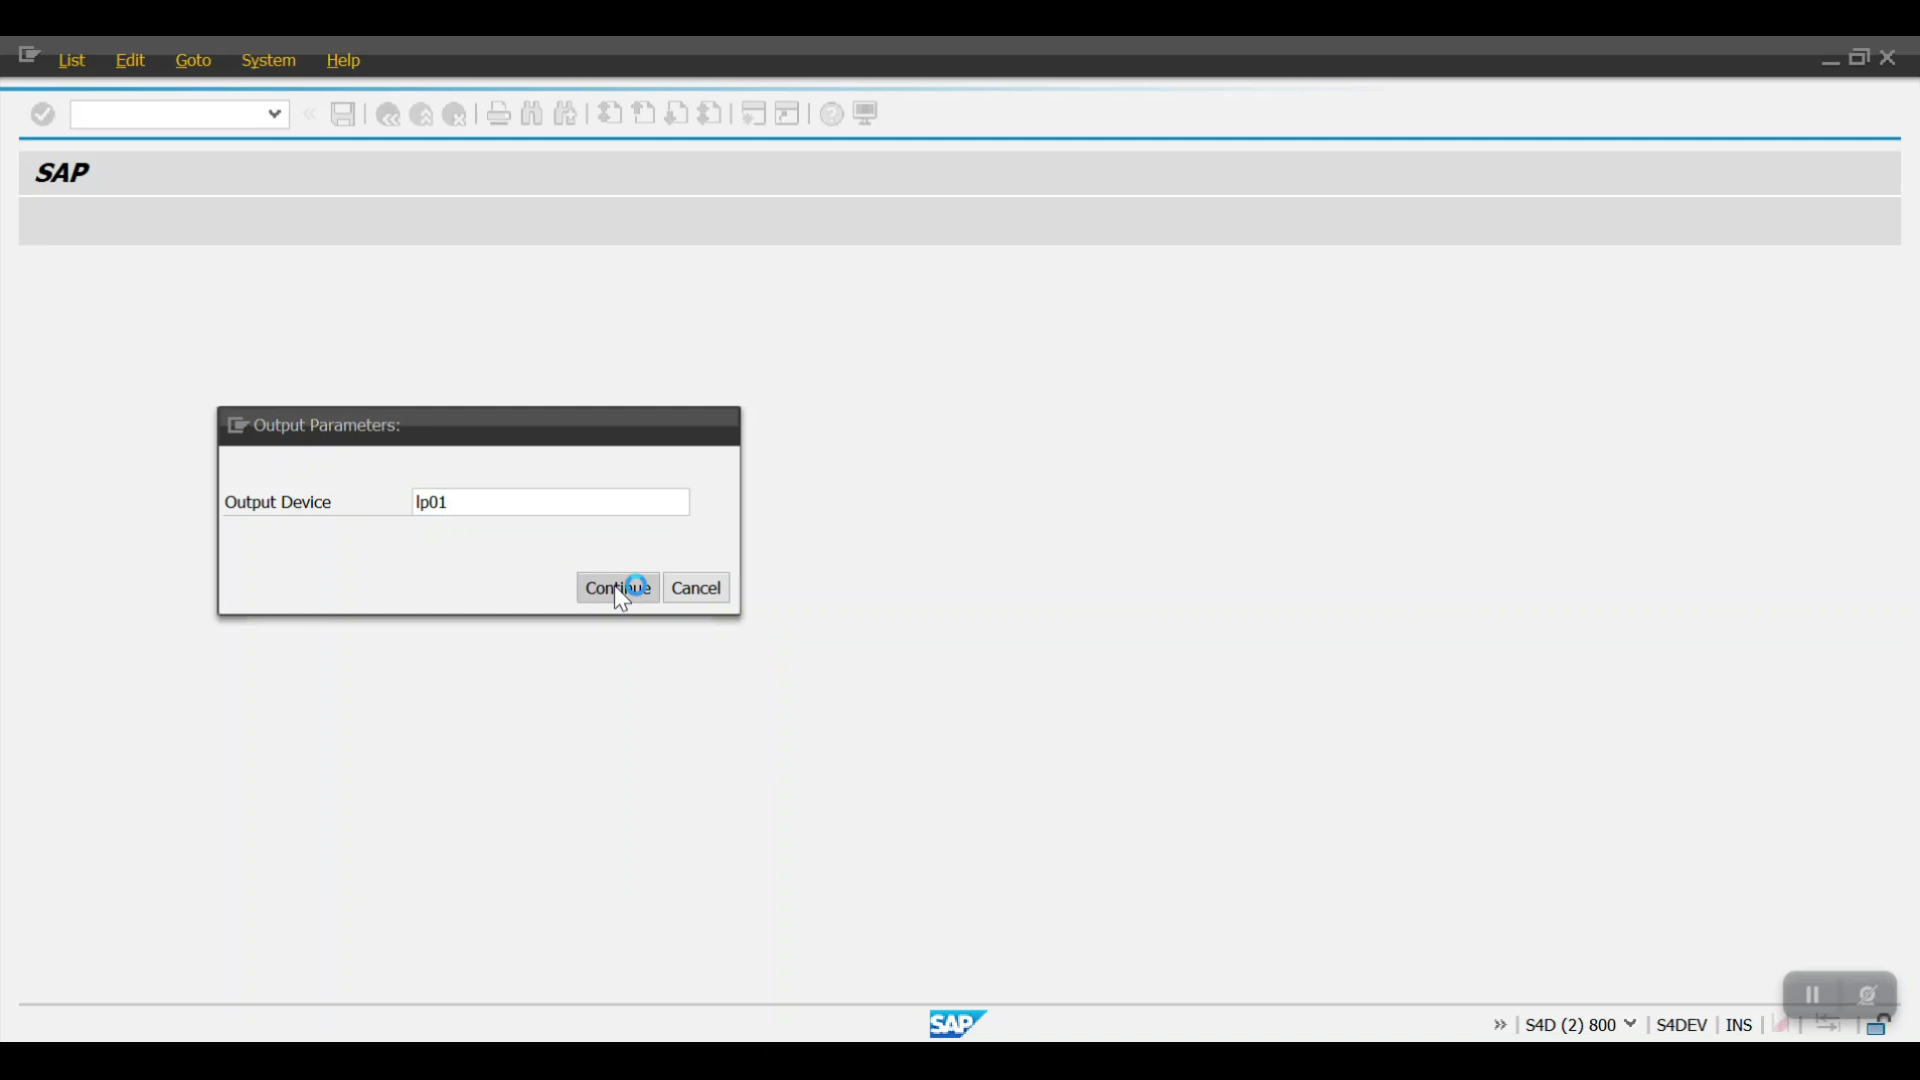 List Edit Goto System Help
SAP
Output Parameters:
Output Device lp01
Continue Cancel
SAP
S4D (2) 800 S4DEV INS